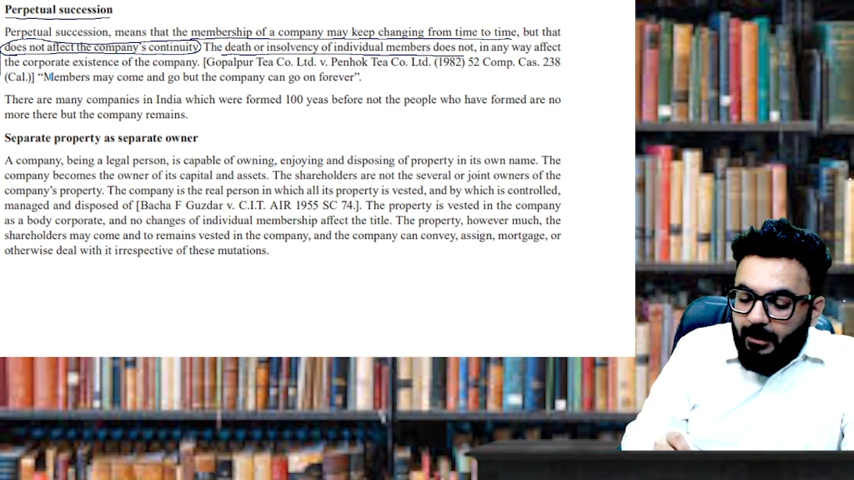 Perpetual succession
Perpetual succession, means that the membership of a company may keep changing from time to time, but that
does not affect the company's continuity. The death or insolvency of individual members does not, in any way affect
the corporate existence of the company. [Gopalpur Tea Co. Ltd. v. Penhok Tea Co. Ltd. (1982) 52 Comp. Cas. 238
(Cal.)] “Members may come and go but the company can go on forever”.
There are many companies in India which were formed 100 yeas before not the people who have formed are no
more there but the company remains.
Separate property as separate owner
A company, being a legal person, is capable of owning, enjoying and disposing of property in its own name. The
company becomes the owner of its capital and assets. The shareholders are not the several or joint owners of the
company's property. The company is the real person in which all its property is vested, and by which is controlled,
managed and disposed of [Bacha F Guzdar v. C.I.T. AIR 1955 SC 74.]. The property is vested in the company
as a body corporate, and no changes of individual membership affect the title. The property, however much, the
shareholders may come and to remains vested in the company, and the company can convey, assign, mortgage, or
otherwise deal with it irrespective of these mutations.